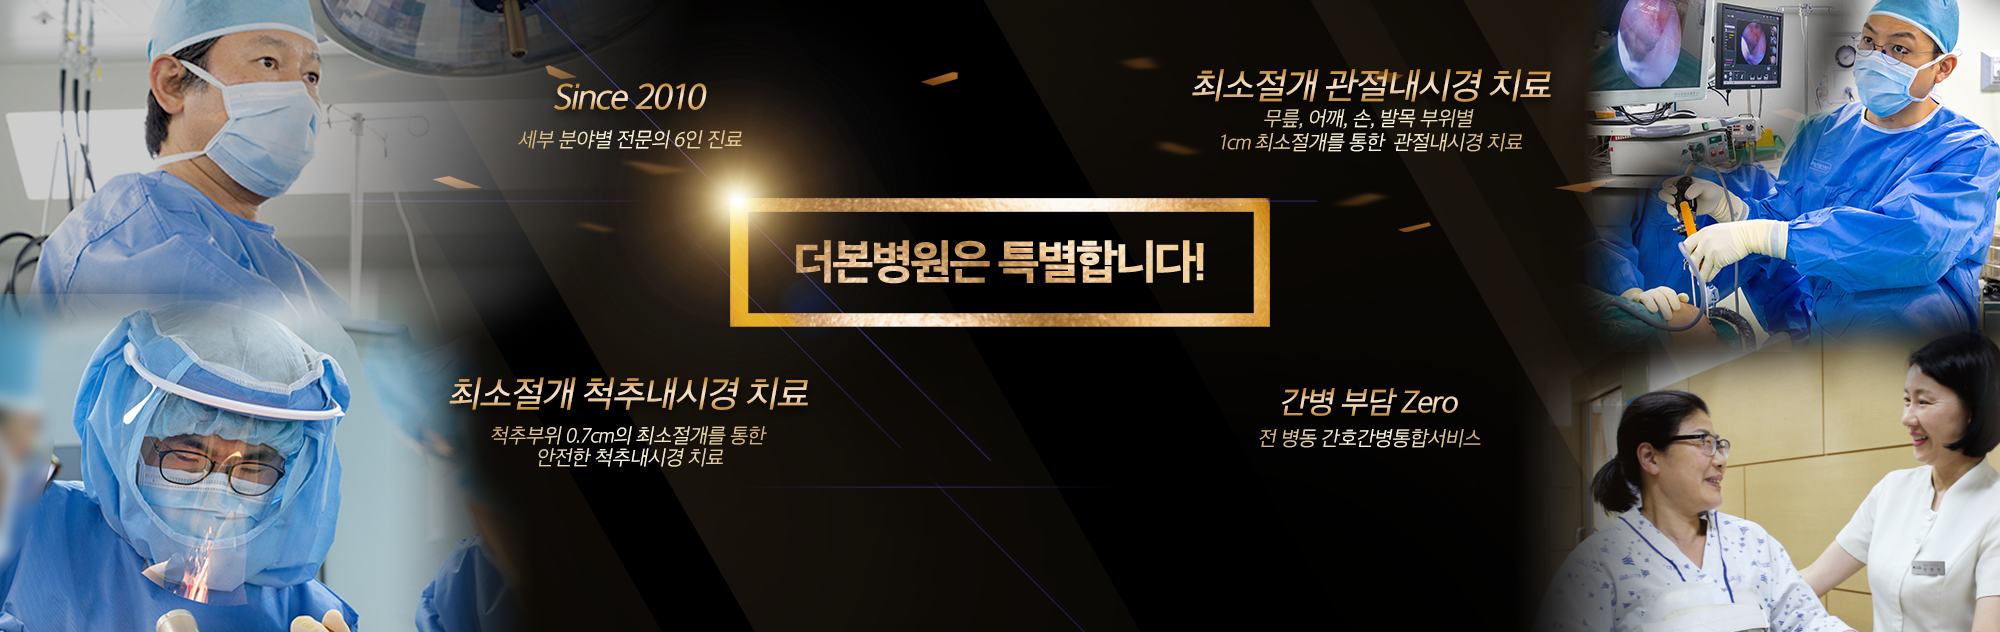 Since 2010
세부 분야별 전문의 6인 진료
최소절개 관절내시경 치료
무릎, 어깨, 손, 발목 부위별
1cm 최소절개를 통한 관절내시경 치료
더본병원은 특별합니다!
최소절개 척추내시경 치료
척추부위 0.7cm의 최소절개를 통한
안전한 척추내시경 치료
간병 부담 Zero
전 병동 간호간병통합서비스